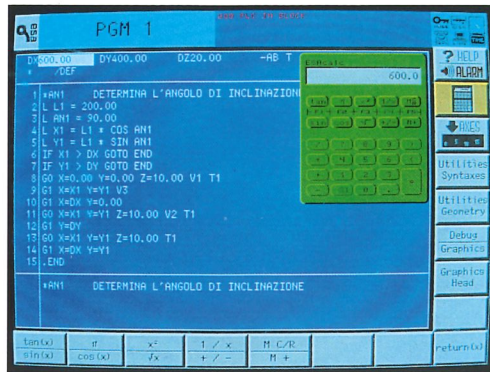 esa
PGM 1
DX600.00 DY400.00 DZ20.00 -AB T
* /DEF
1 *AN1 DETERMINA L'ANGOLO DI INCLINAZION
2 L L1 = 200.00
3 L AN1 = 90.00
4 L X1 = L1 * COS AN1
5 L Y1 = L1 * SIN AN1
6 IF X1 > DX GOTO END
7 IF Y1 > DY GOTO END
8 G0 X=0.00 Y=0.00 Z=10.00 V1 T1
9 G1 X=X1 Y=Y1 V3
10 G1 X=DX Y=0.00
11 G0 X=X1 Y=Y1 Z=10.00 V2 T1
12 G1 Y=DY
13 G0 X=X1 Y=Y1 Z=10.00 T1
14 G1 X=DX Y=Y1
15 .END
*AN1 DETERMINA L'ANGOLO DI INCLINAZIONE
600.0
? HELP
ALARM
AXES
Utilities
Syntaxes
Utilities
Geometry
Debug
Graphics
Graphics
Head
tan(x)
sin(x)
cos(x)
x²
√x
1 / x
+ / -
M C/R
M +
return(x)